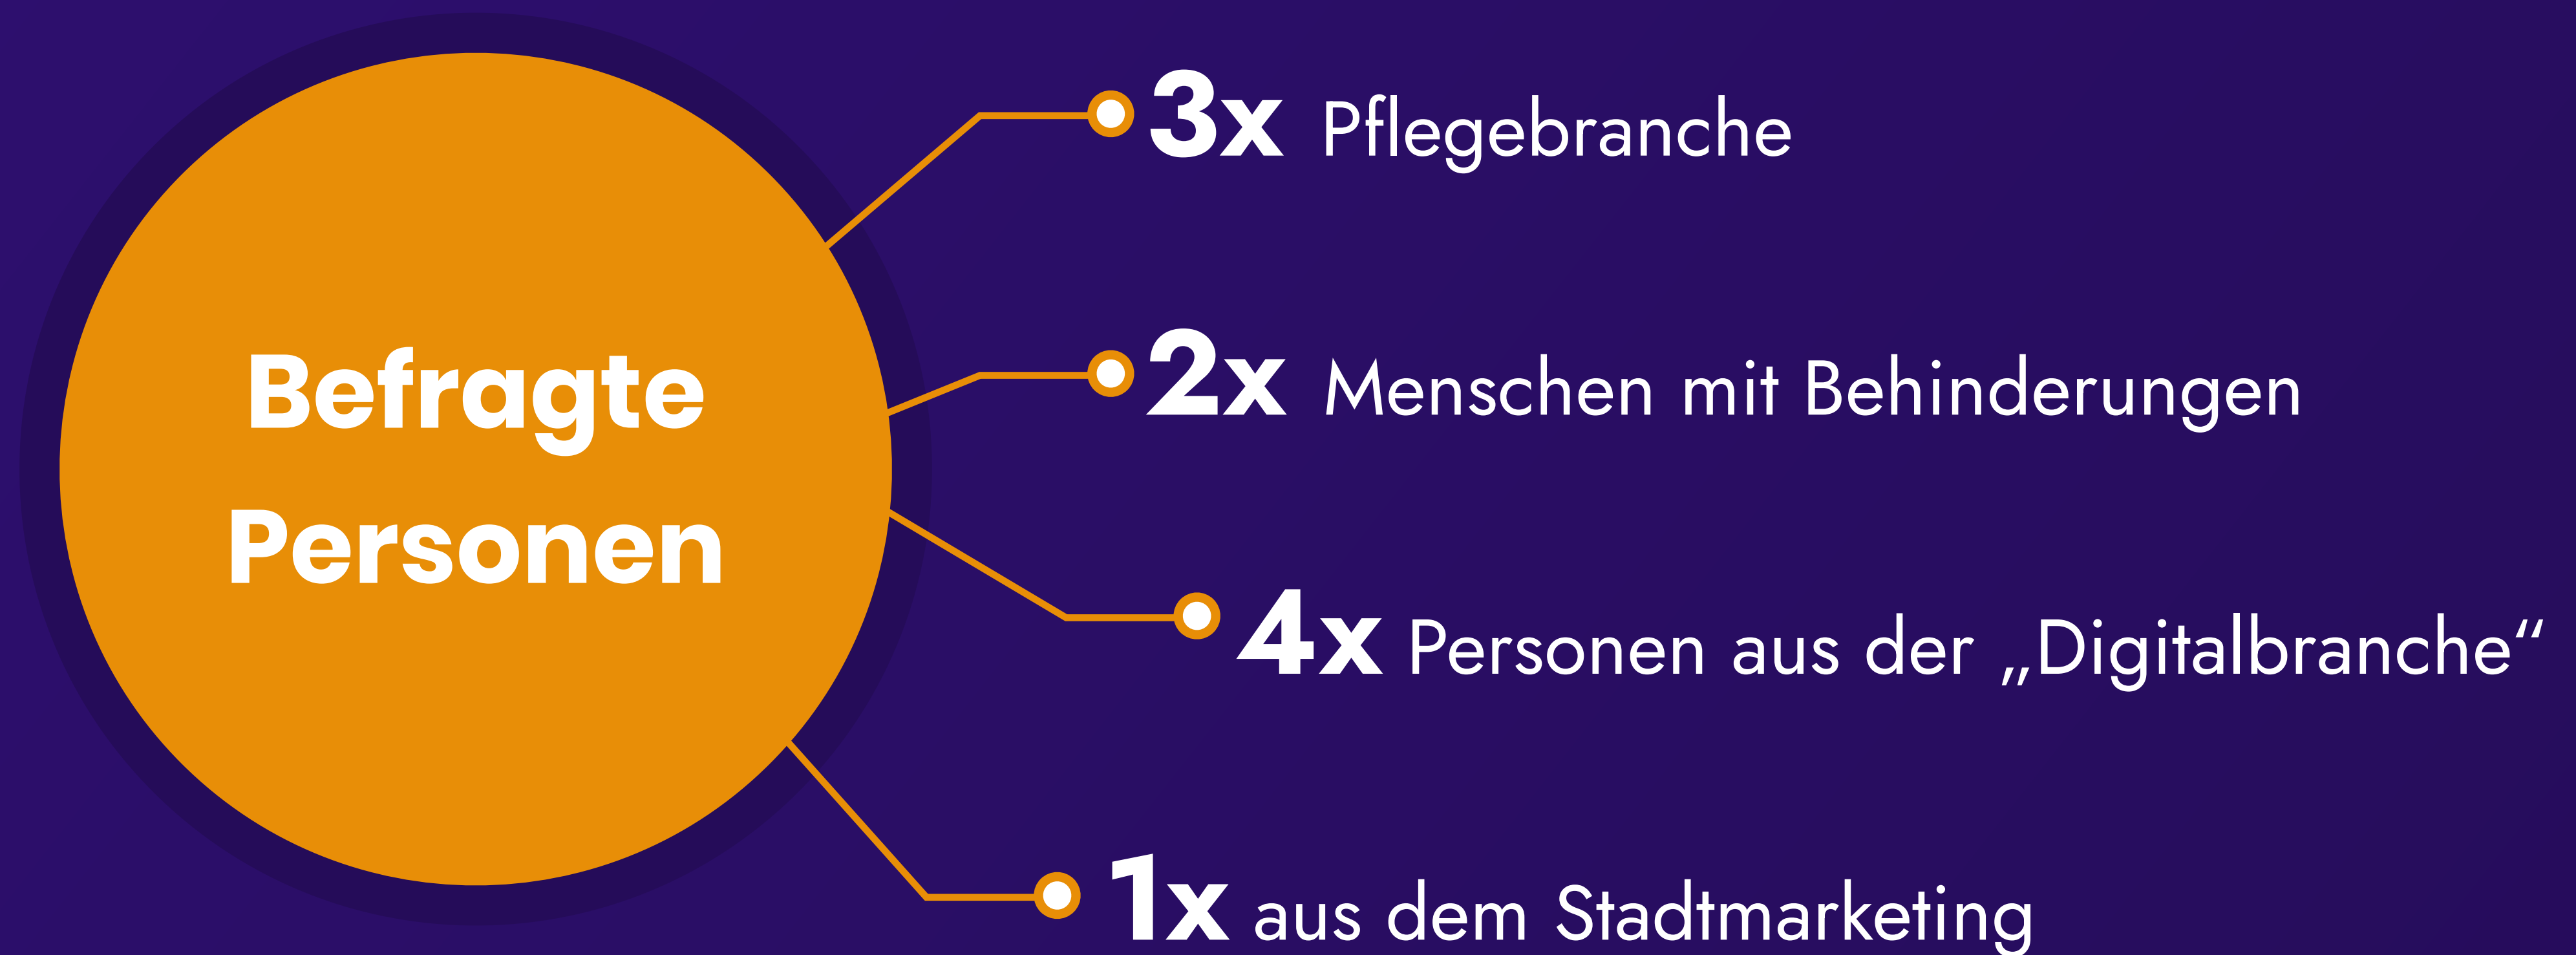 Befragte
Personen
3x Pflegebranche
2x Menschen mit Behinderungen
4x Personen aus der „Digitalbranche“
1x aus dem Stadtmarketing